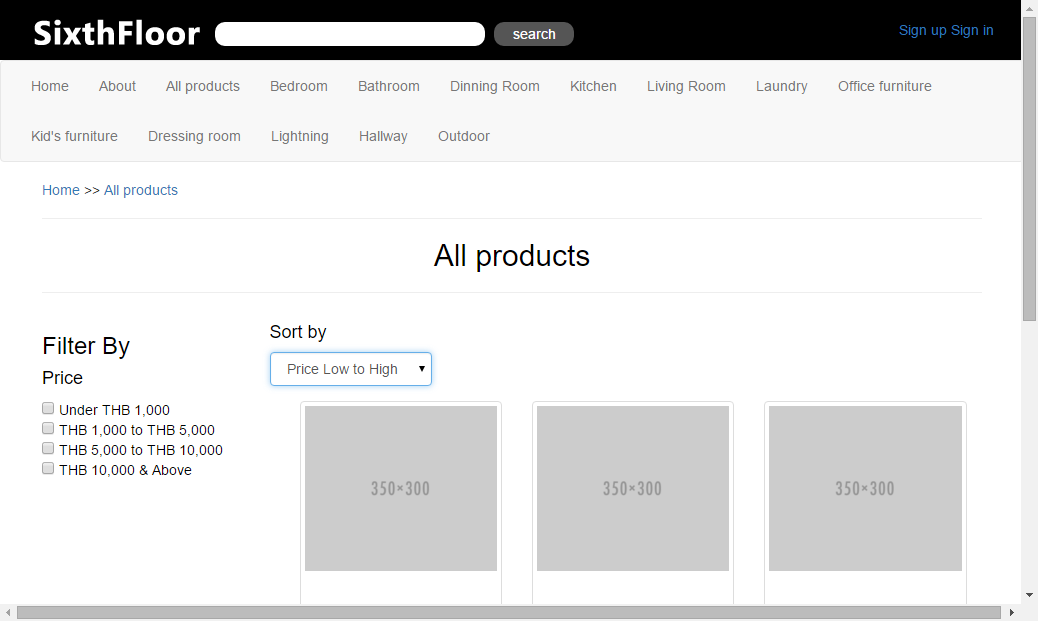 SixthFloor
search
Sign up Sign in
Home About All products Bedroom Bathroom Dinning Room Kitchen Living Room Laundry Office furniture
Kid's furniture Dressing room Lightning Hallway Outdoor
Home >> All products
All products
Filter By
Price
Under THB 1,000
THB 1,000 to THB 5,000
THB 5,000 to THB 10,000
THB 10,000 & Above
Sort by
Price Low to High
350×300 350×300 350×300